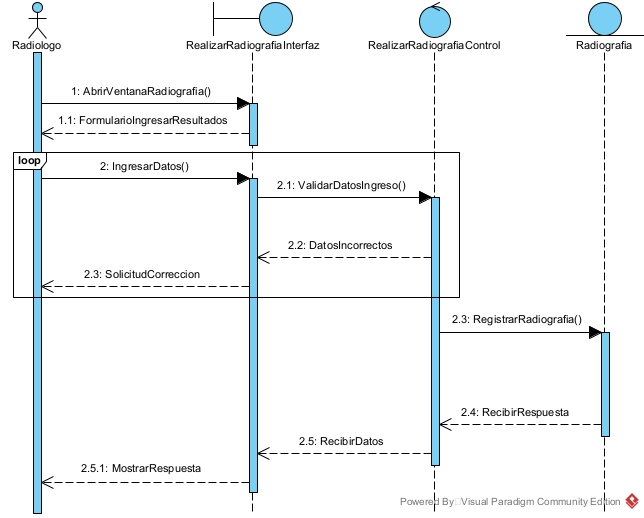 Radiologo
RealizarRadiografiaInterfaz
RealizarRadiografiaControl
Radiografia
1: AbrirVentanaRadiografia()
1.1: FormularioIngresarResultados
loop
2: IngresarDatos()
2.1: ValidarDatosIngreso()
2.2: DatosIncorrectos
2.3: SolicitudCorreccion
2.3: RegistrarRadiografia()
2.4: RecibirRespuesta
2.5: RecibirDatos
2.5.1: MostrarRespuesta
Powered By Visual Paradigm Community Edition